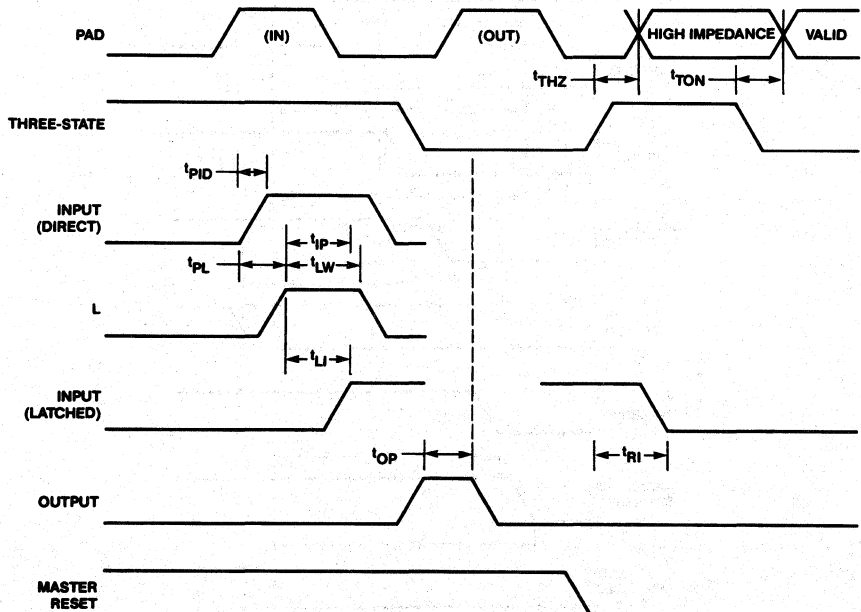 PAD (IN) (OUT) HIGH IMPEDANCE VALID
tTHZ tTON
THREE-STATE
tPID
INPUT
(DIRECT)
tIP
tPL tLW
L
tLI
INPUT
(LATCHED)
tOP tRI
OUTPUT
MASTER
RESET